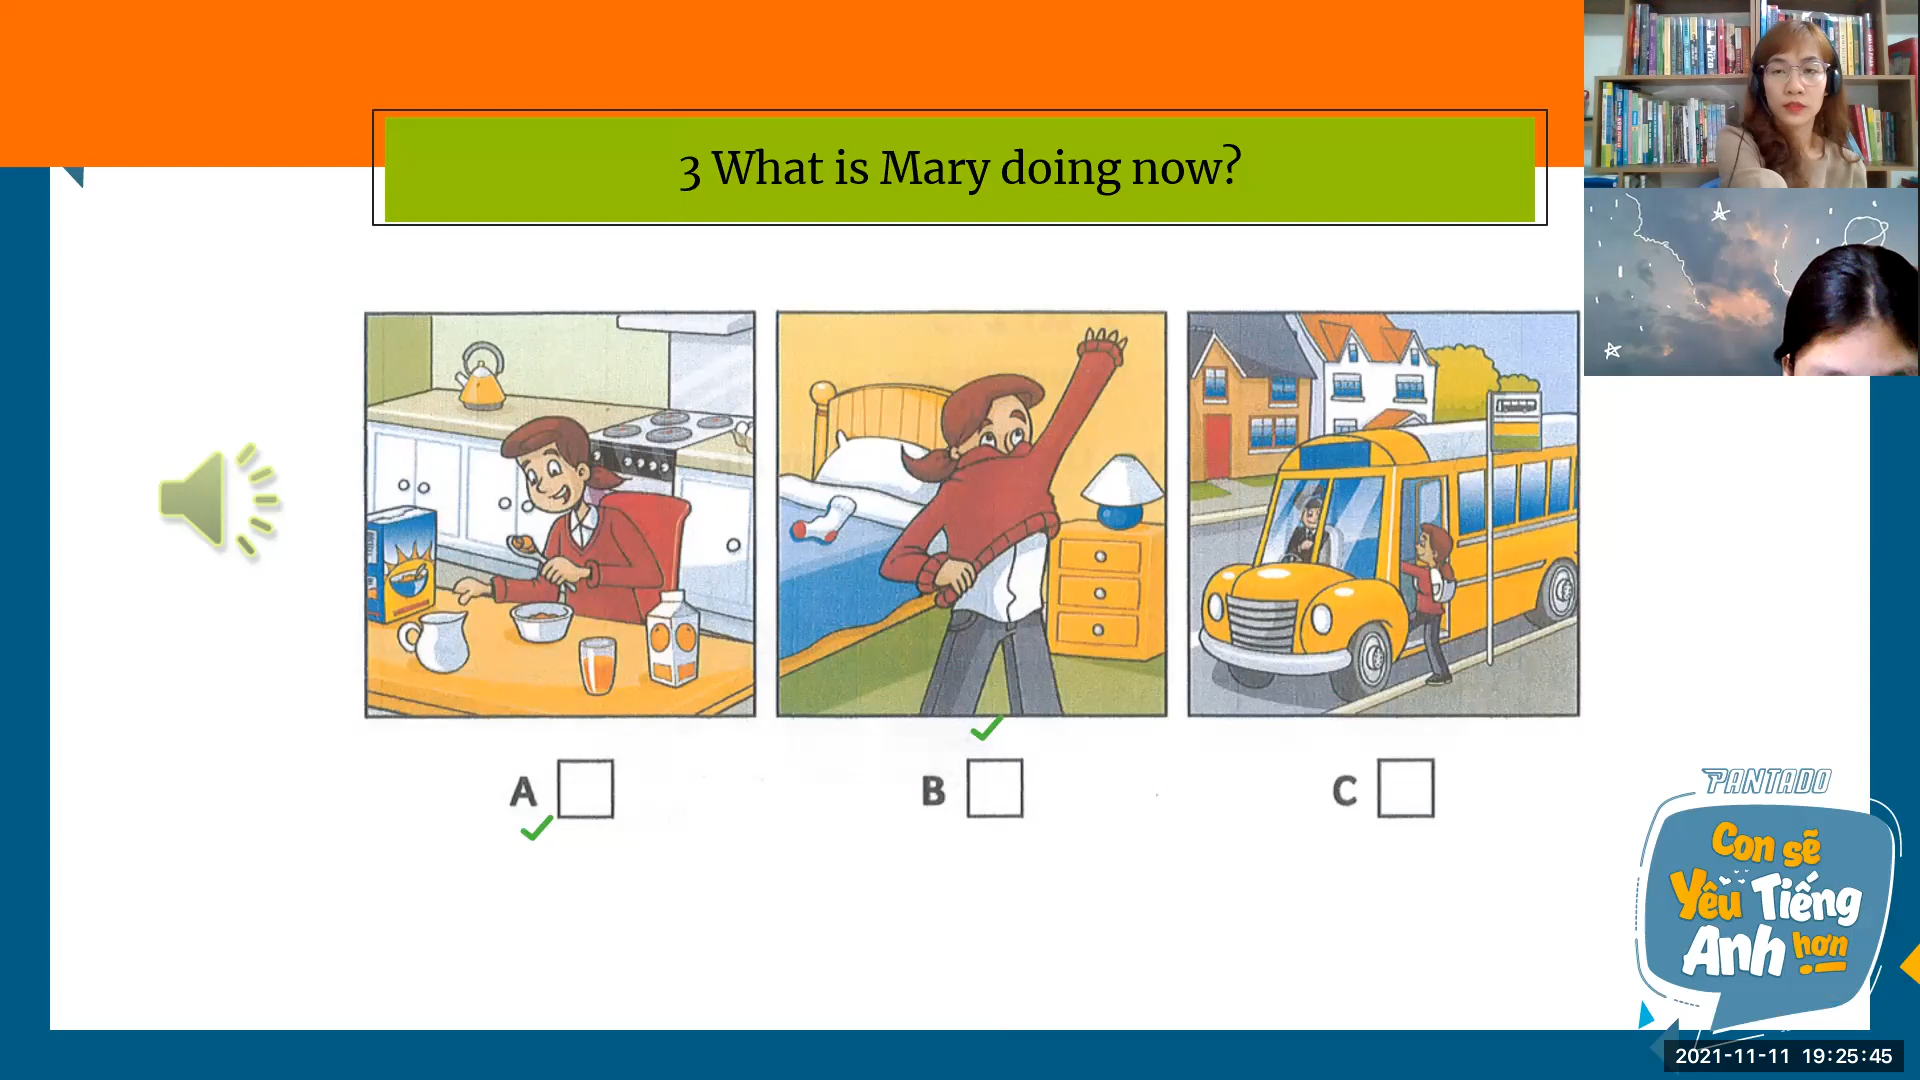 3 What is Mary doing now?
A
B
C
PANTADO
Con sẽ
Yêu Tiếng
Anh hơn
2021-11-11 19:25:45